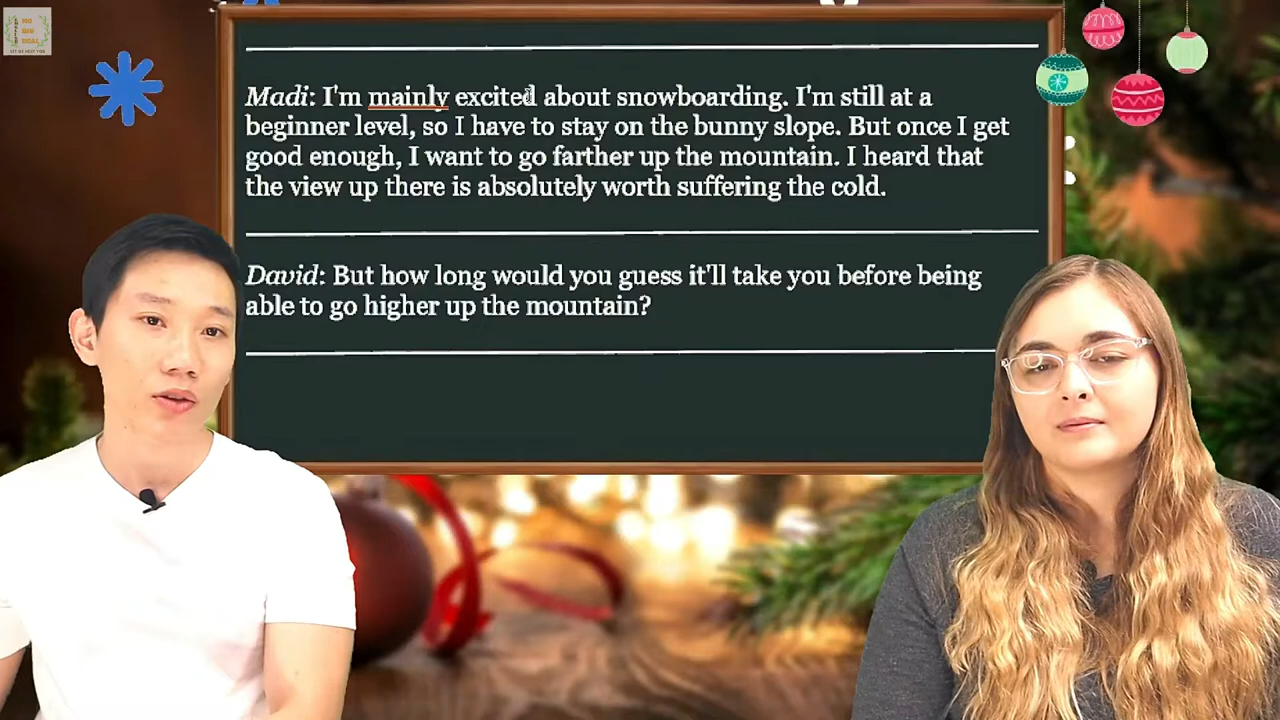 Madi: I'm mainly excited about snowboarding. I'm still at a
beginner level, so I have to stay on the bunny slope. But once I get
good enough, I want to go farther up the mountain. I heard that
the view up there is absolutely worth suffering the cold.
David: But how long would you guess it'll take you before being
able to go higher up the mountain?